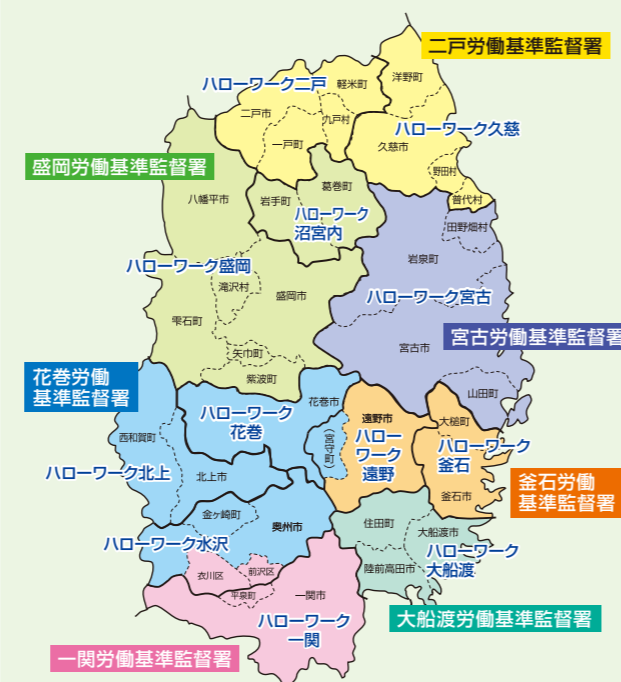 二戸労働基準監督署
洋野町
軽米町
ハローワーク二戸
二戸市
九戸村
ハローワーク久慈
一戸町
久慈市
野田村
盛岡労働基準監督署
八幡平市
葛巻町
岩手町
普代村
ハローワーク
沼宮内
田野畑村
岩泉町
ハローワーク盛岡
滝沢村
盛岡市
ハローワーク宮古
雫石町
宮古労働基準監督署
宮古市
矢巾町
花巻労働
基準監督署
紫波町
山田町
花巻市
ハローワーク
花巻
遠野市
大槌町
西和賀町
(宮守町)
ハロー
ワーク
遠野
ハローワーク
釜石
ハローワーク北上
北上市
釜石労働
基準監督署
釜石市
金ヶ崎町
奥州市
住田町
大船渡市
ハローワーク水沢
ハローワーク
大船渡
衣川区
前沢区
陸前高田市
平泉町
一関市
ハローワーク
一関
大船渡労働基準監督署
一関労働基準監督署